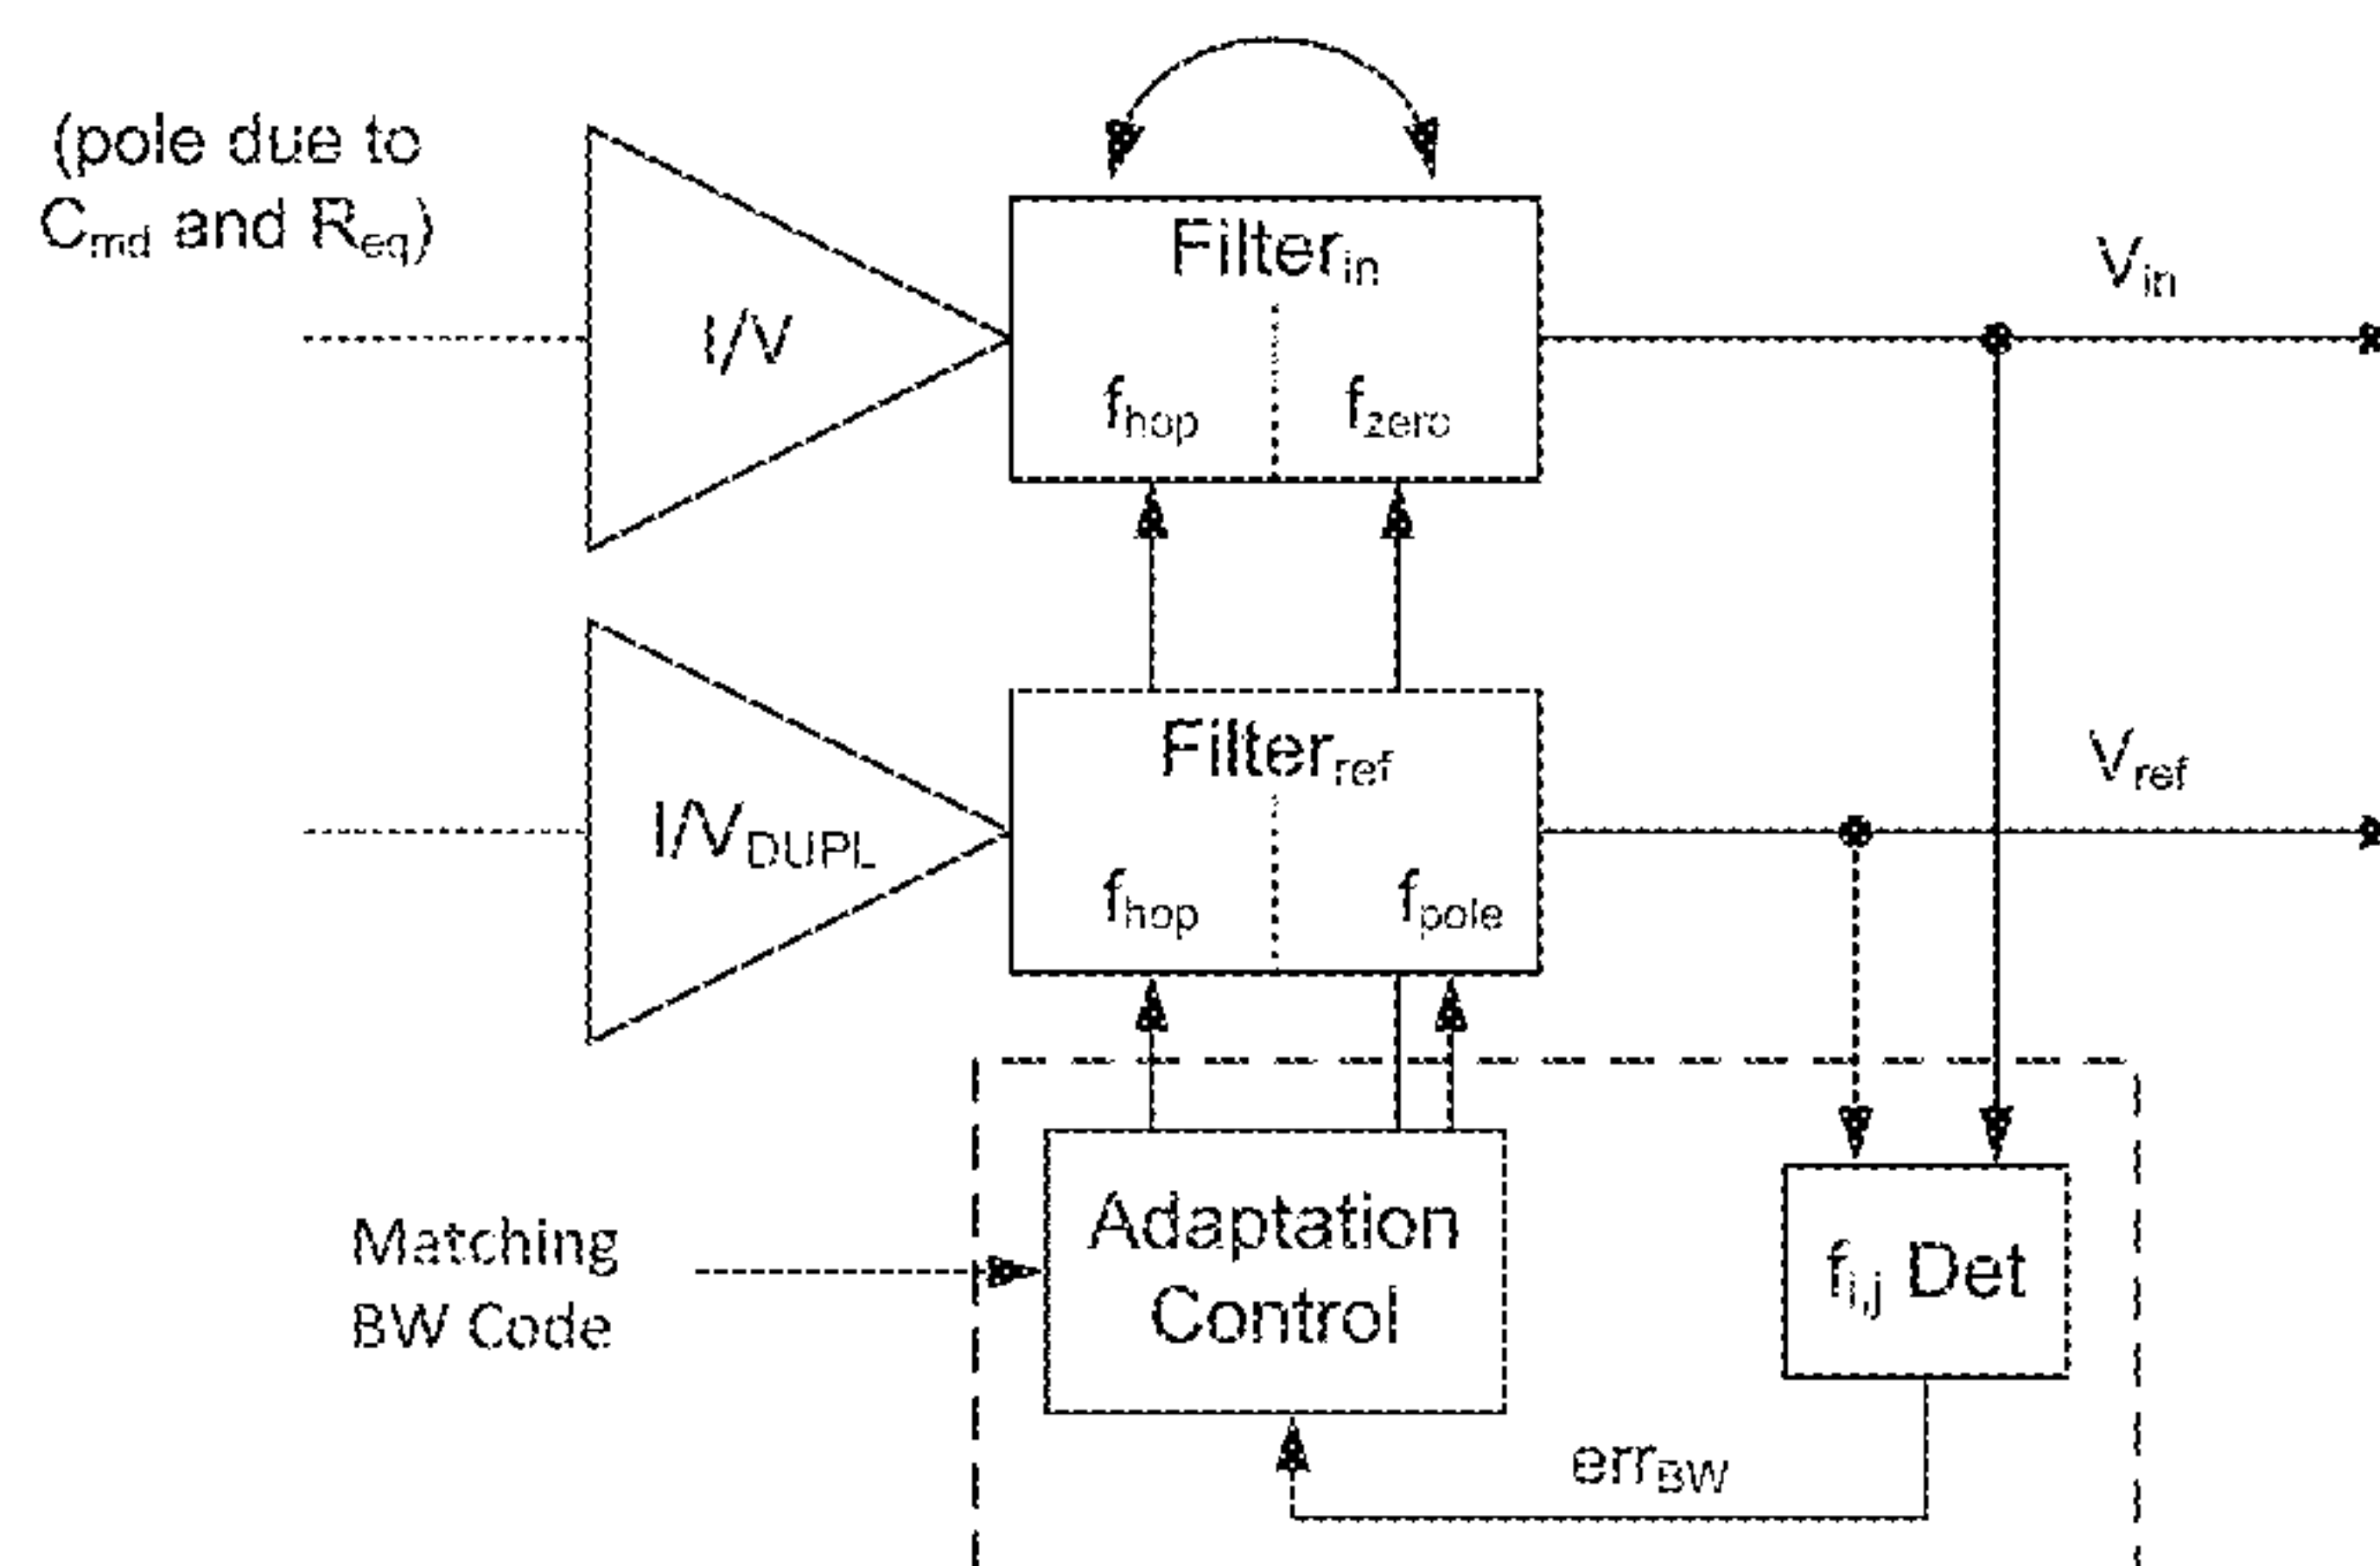 (pole due to
Cmd and Req)
I/V
Filterin
fhop
fzero
Vin
I/VDUPL
Filterref
fhop
fpole
Vref
Matching
BW Code
Adaptation
Control
fi,j Det
errBW